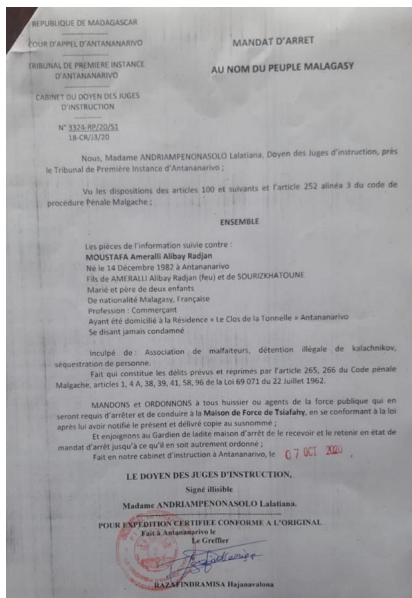 REPUBLIQUE DE MADAGASCAR
COUR D'APPEL D'ANTANANARIVO
TRIBUNAL DE PREMIERE INSTANCE
D'ANTANANARIVO
CABINET DU DOYEN DES JUGES
D'INSTRUCTION
N° 3324-RP/20/S1
18-CR/J3/20
MANDAT D'ARRET
AU NOM DU PEUPLE MALAGASY
Nous, Madame ANDRIAMPENONASOLO Lalatiana, Doyen des Juges d'instruction, près
le Tribunal de Première Instance d'Antananarivo ;
Vu les dispositions des articles 100 et suivants et l'article 252 alinéa 3 du code de
procédure Pénale Malgache ;
ENSEMBLE
Les pièces de l'information suivie contre :
MOUSTAFA Ameralli Alibay Radjan
Né le 14 Décembre 1982 à Antananarivo
Fils de AMERALLI Alibay Radjan (feu) et de SOURIZKHATOUNE
Marié et père de deux enfants
De nationalité Malagasy, Française
Profession : Commerçant
Ayant été domicilié à la Résidence « Le Clos de la Tonnelle » Antananarivo
Se disant jamais condamné
Inculpé de : Association de malfaiteurs, détention illégale de kalachnikov,
séquestration de personne.
Fait qui constitue les délits prévus et reprimes par l'article 265, 266 du Code pénale
Malgache, articles 1, 4 A, 38, 39, 41, 58, 96 de la Loi 69 071 du 22 Juillet 1962.
MANDONS et ORDONNONS à tous huissier ou agents de la force publique qui en
seront requis d'arrêter et de conduire à la Maison de Force de Tsiafahy, en se conformant à la loi
après lui avoir notifié le présent et délivré copie au susnommé ;
Et enjoignons au Gardien de ladite maison d'arrêt de le recevoir et le retenir en état de
mandat d'arrêt jusqu'à ce qu'il en soit autrement ordonné ;
Fait en notre cabinet d'instruction à Antananarivo, le 07 OCT 2020
LE DOYEN DES JUGES D'INSTRUCTION,
Signé illisible
Madame ANDRIAMPENONASOLO Lalatiana.
POUR EXPEDITION CERTIFIEE CONFORME A L'ORIGINAL
Fait à Antananarivo le
Le Greffier
RAZAFINDRAMISA Hajanavalona